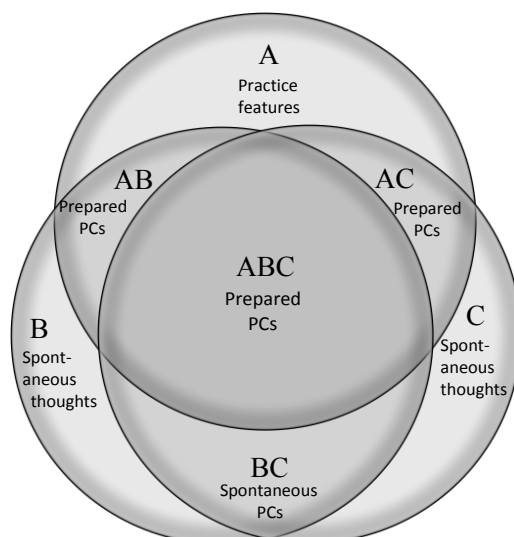 A
Practice
features
AB
Prepared
PCs
AC
Prepared
PCs
ABC
Prepared
PCs
B
Spont-
aneous
thoughts
C
Spont-
aneous
thoughts
BC
Spontaneous
PCs